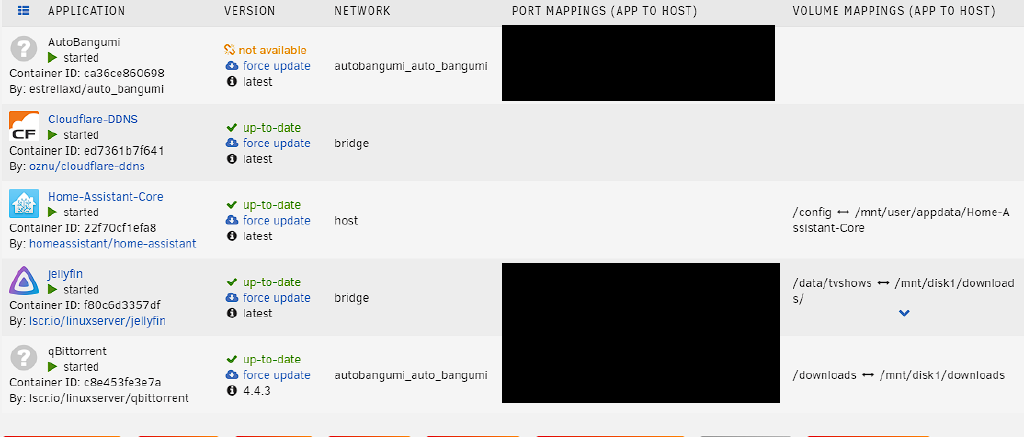 APPLICATION VERSION NETWORK PORT MAPPINGS (APP TO HOST) VOLUME MAPPINGS (APP TO HOST)
AutoBangumi
started
Container ID: ca36ce860698
By: estrellaxd/auto_bangumi
not available
force update
latest
autobangumi_auto_bangumi
CF
Cloudflare-DDNS
started
Container ID: ed7361b7f641
By: oznu/cloudflare-ddns
up-to-date
force update
latest
bridge
Home-Assistant-Core
started
Container ID: 22f70cf1efa8
By: homeassistant/home-assistant
up-to-date
force update
latest
host
/config ↔ /mnt/user/appdata/Home-A
ssistant-Core
jellyfin
started
Container ID: f80c6d3357df
By: lscr.io/linuxserver/jellyfin
up-to-date
force update
latest
bridge
/data/tvshows ↔ /mnt/disk1/download
s/
qBittorrent
started
Container ID: c8e453fe3e7a
By: lscr.io/linuxserver/qbittorrent
up-to-date
force update
4.4.3
autobangumi_auto_bangumi
/downloads ↔ /mnt/disk1/downloads